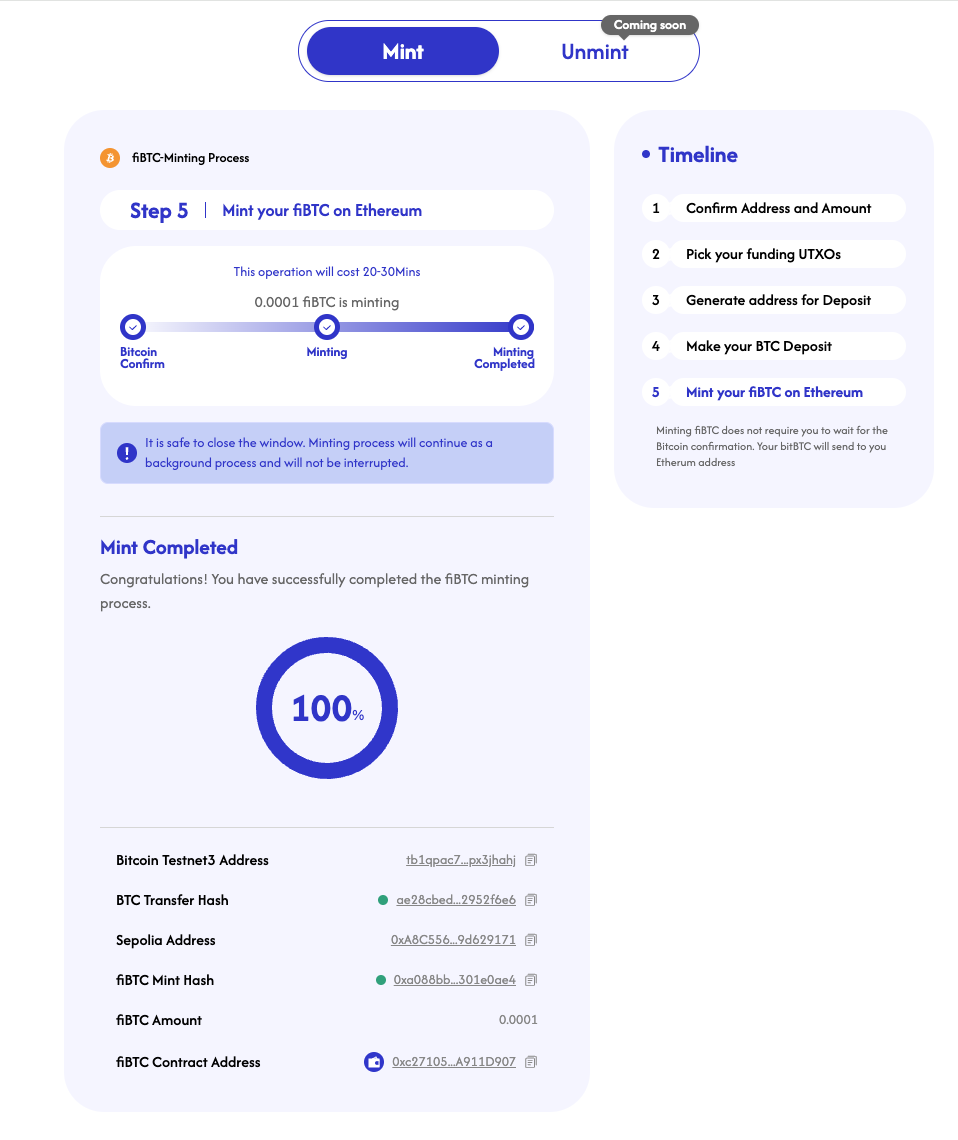 Coming soon
Mint
Unmint
fiBTC-Minting Process
Step 5 | Mint your fiBTC on Ethereum
This operation will cost 20-30Mins
0.0001 fiBTC is minting
Bitcoin
Confirm
Minting
Minting
Completed
It is safe to close the window. Minting process will continue as a
background process and will not be interrupted.
Mint Completed
Congratulations! You have successfully completed the fiBTC minting
process.
100%
Bitcoin Testnet3 Address tb1qpac7...px3jhahj
BTC Transfer Hash ae28cbed...2952f6e6
Sepolia Address 0xA8C556...9d629171
fiBTC Mint Hash 0xa088bb...301e0ae4
fiBTC Amount 0.0001
fiBTC Contract Address 0xc27105...A911D907
Timeline
1 Confirm Address and Amount
2 Pick your funding UTXOs
3 Generate address for Deposit
4 Make your BTC Deposit
5 Mint your fiBTC on Ethereum
Minting fiBTC does not require you to wait for the
Bitcoin confirmation. Your bitBTC will send to you
Etherum address